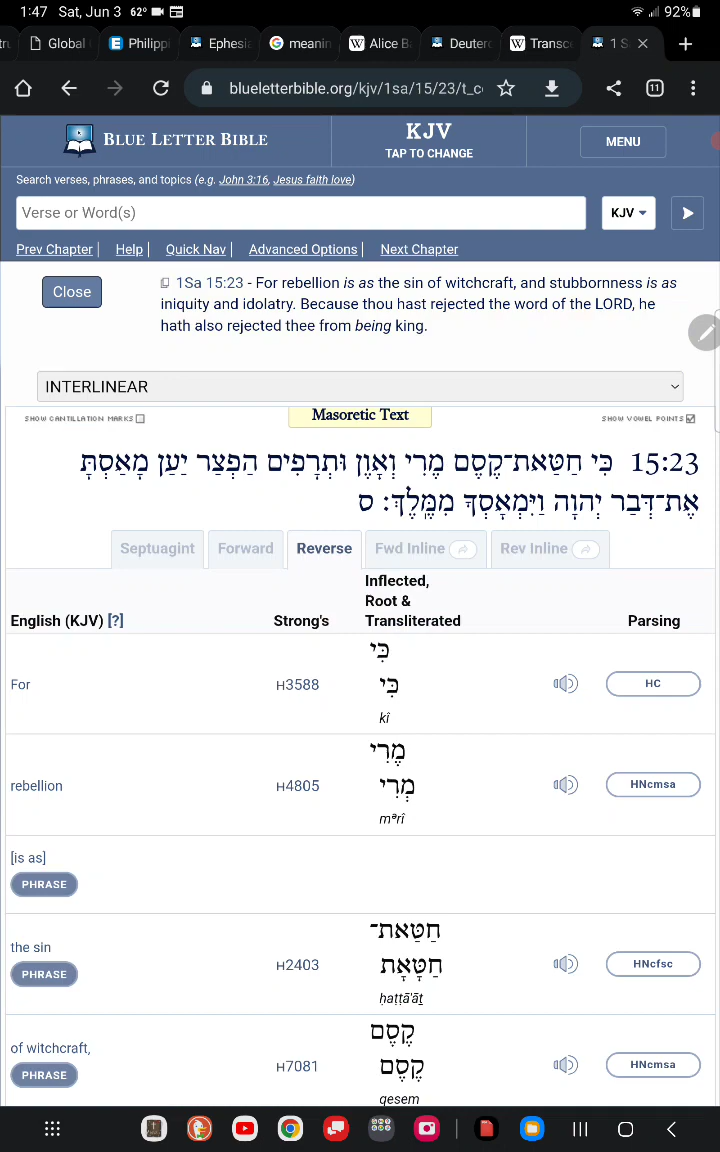 1:47 Sat, Jun 3 62° 92%
Global Philippi Ephesi meanin Alice B Deuter Transc 1 S
blueletterbible.org/kjv/1sa/15/23/t_c 11
BLUE LETTER BIBLE KJV MENU
TAP TO CHANGE
Search verses, phrases, and topics (e.g. John 3:16, Jesus faith love)
Verse or Word(s) KJV
Prev Chapter | Help | Quick Nav | Advanced Options | Next Chapter
Close
1Sa 15:23 - For rebellion is as the sin of witchcraft, and stubbornness is as
iniquity and idolatry. Because thou hast rejected the word of the LORD, he
hath also rejected thee from being king.
INTERLINEAR
SHOW CANTILLATION MARKS Masoretic Text SHOW VOWEL POINTS
15:23 כִּי חַטַּאת־קֶסֶם מֶרִי וְאָוֶן וּתְרָפִים הַפְצַר יַעַן מָאַסְתָּ
אֶת־דְּבַר יְהוָה וַיִּמְאָסְךָ מִמֶּלֶךְ׃ ס
Septuagint Forward Reverse Fwd Inline Rev Inline
English (KJV) [?] Strong's Inflected,
Root &
Transliterated Parsing
For H3588 כִּי
כִּי
kî HC
rebellion H4805 מֶרִי
מְרִי
mᵊrî HNcmsa
[is as]
PHRASE
the sin
PHRASE H2403 חַטַּאת־
חַטָּאָת
ḥaṭṭā'āṯ HNcfsc
of witchcraft,
PHRASE H7081 קֶסֶם
קֶסֶם
qesem HNcmsa